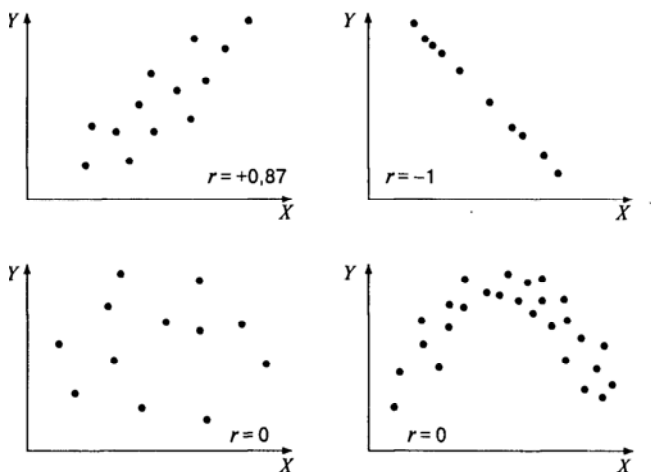 Y
r = +0,87
X
Y
r = −1
X
Y
r = 0
X
Y
r = 0
X